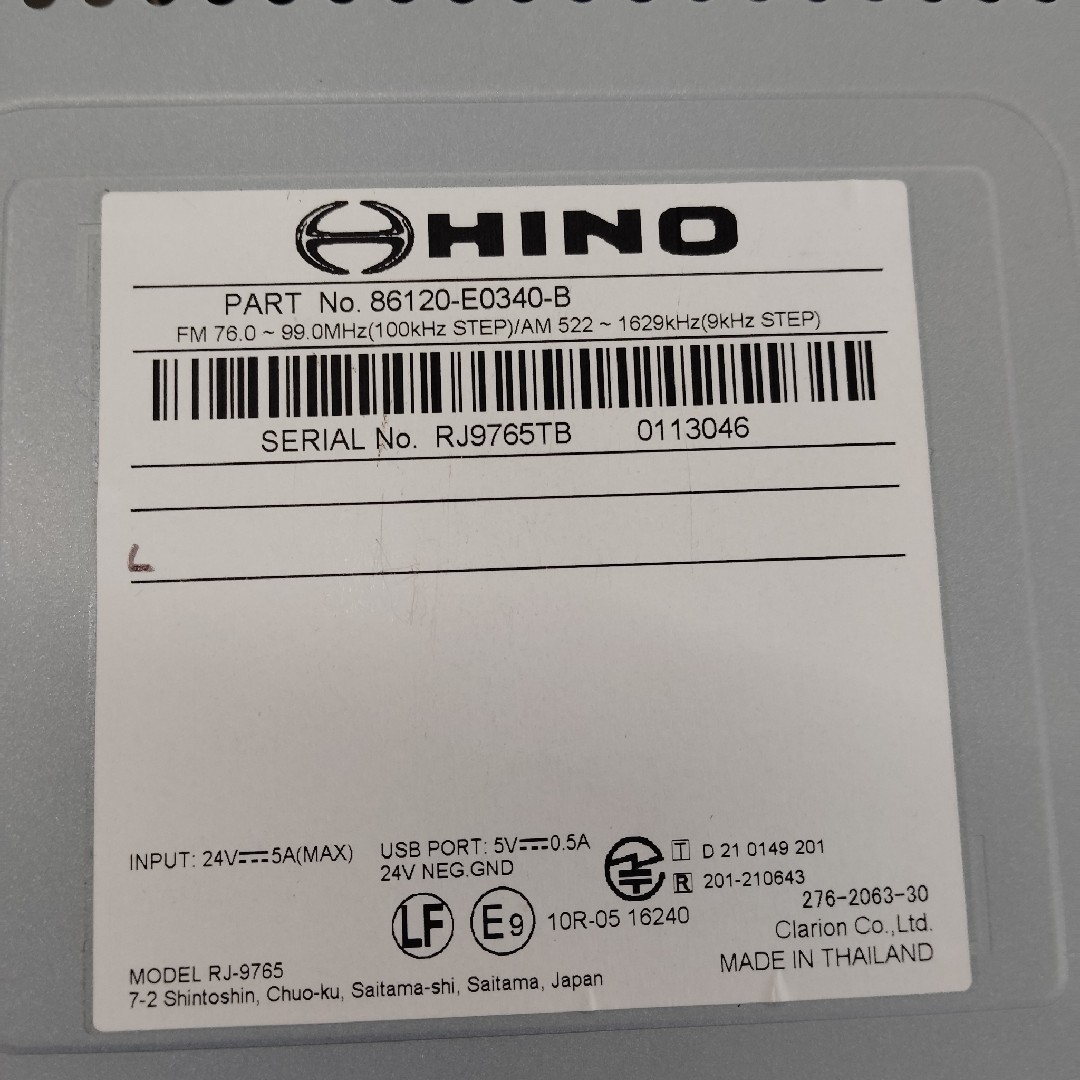 HINO
PART No. 86120-E0340-B
FM 76.0 ~ 99.0MHz(100kHz STEP)/AM 522 ~ 1629kHz(9kHz STEP)
SERIAL No. RJ9765TB 0113046
L
INPUT: 24V⎓5A(MAX)
USB PORT: 5V⎓0.5A
24V NEG.GND
T D 21 0149 201
R 201-210643
276-2063-30
LF E9 10R-05 16240
Clarion Co.,Ltd.
MADE IN THAILAND
MODEL RJ-9765
7-2 Shintoshin, Chuo-ku, Saitama-shi, Saitama, Japan